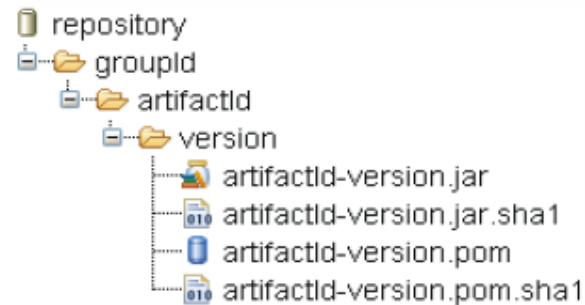 repository
groupId
artifactId
version
artifactId-version.jar
artifactId-version.jar.sha1
artifactId-version.pom
artifactId-version.pom.sha1